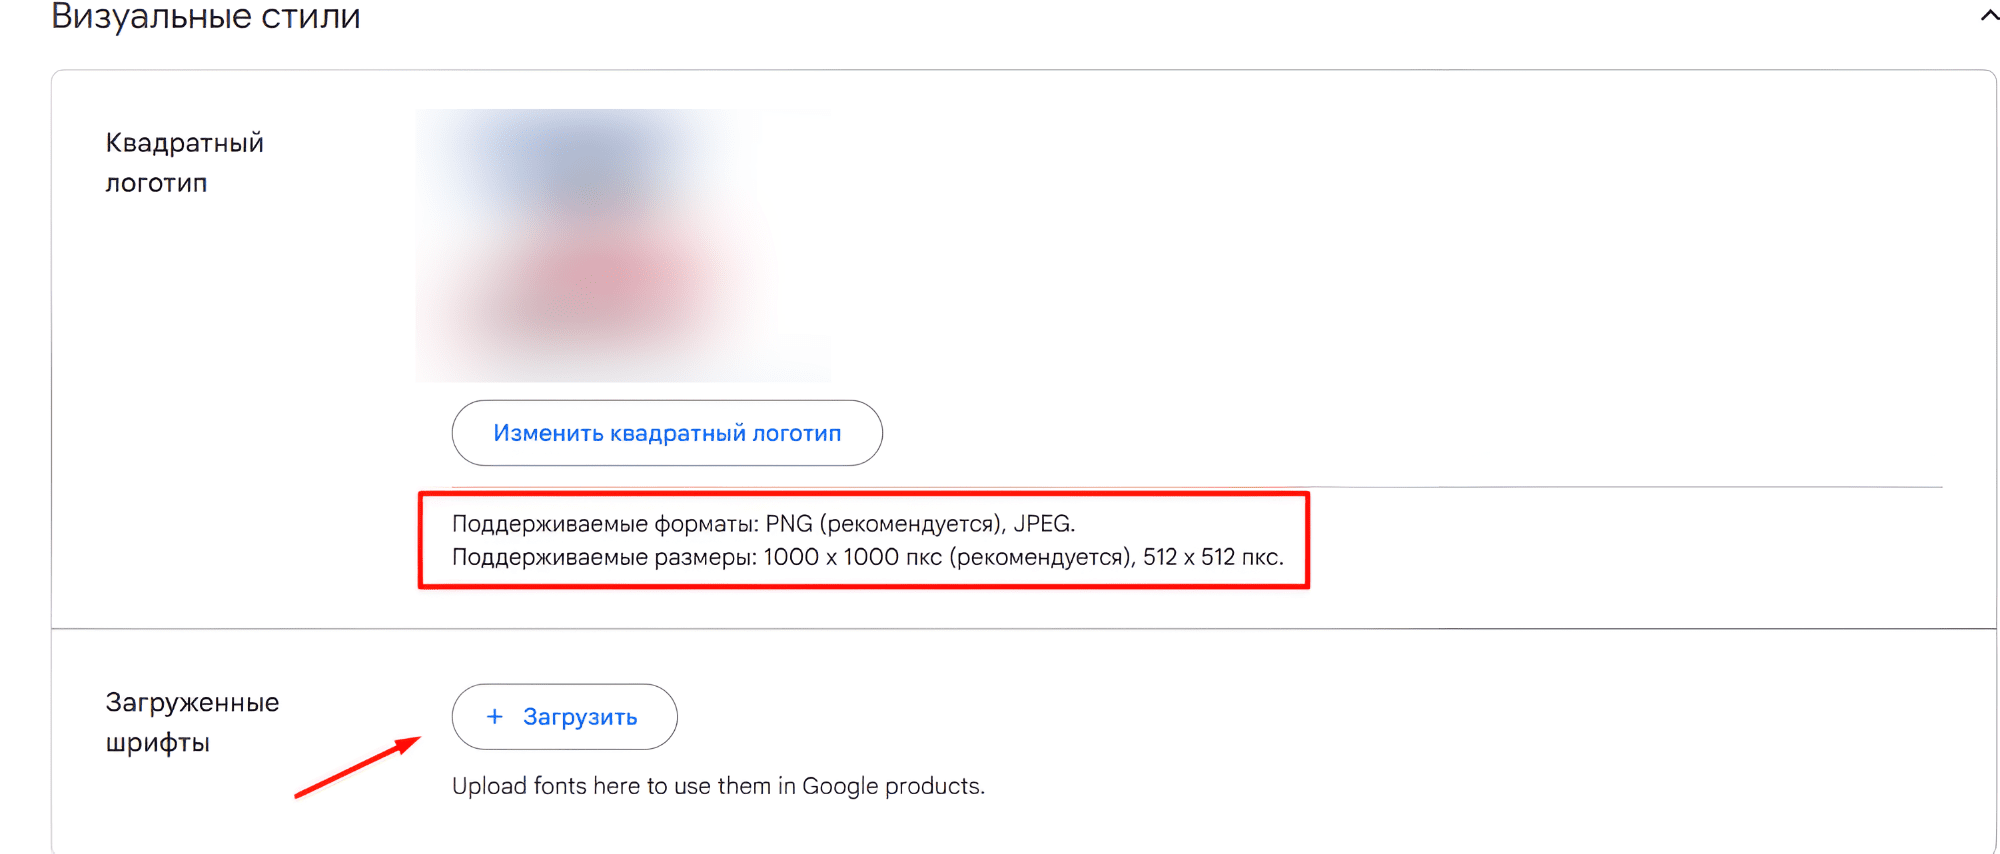 Визуальные стили
Квадратный
логотип
Изменить квадратный логотип
Поддерживаемые форматы: PNG (рекомендуется), JPEG.
Поддерживаемые размеры: 1000 x 1000 пкс (рекомендуется), 512 x 512 пкс.
Загруженные
шрифты
+ Загрузить
Upload fonts here to use them in Google products.